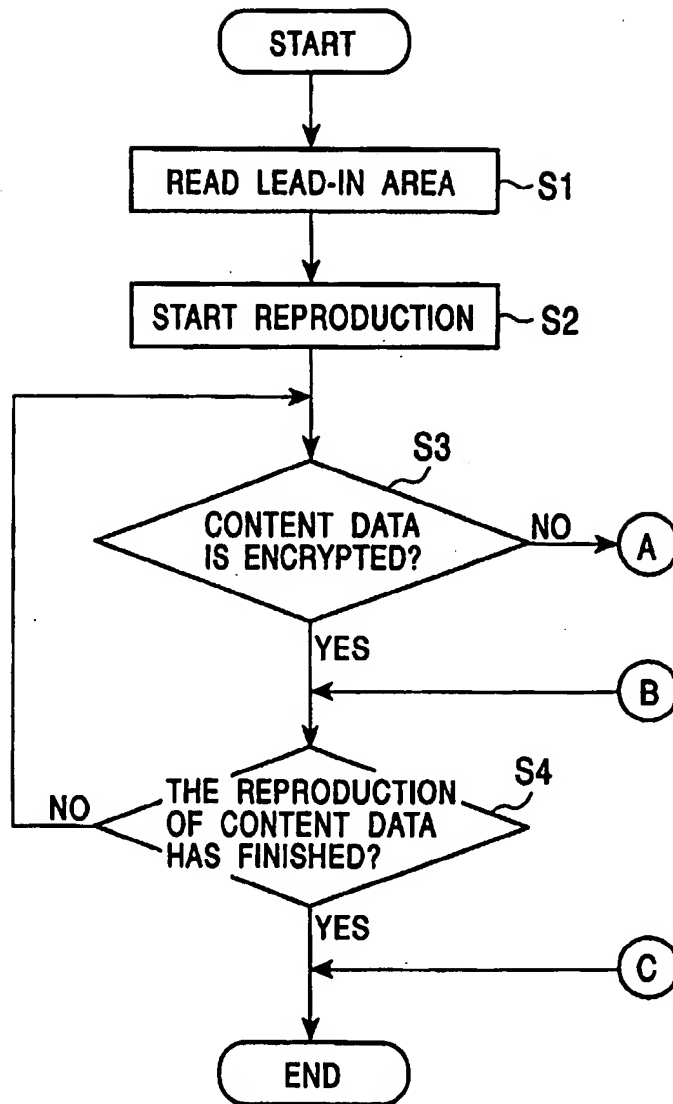 START
READ LEAD-IN AREA
S1
START REPRODUCTION
S2
S3
CONTENT DATA
IS ENCRYPTED?
NO
A
YES
B
S4
THE REPRODUCTION
OF CONTENT DATA
HAS FINISHED?
NO
YES
C
END